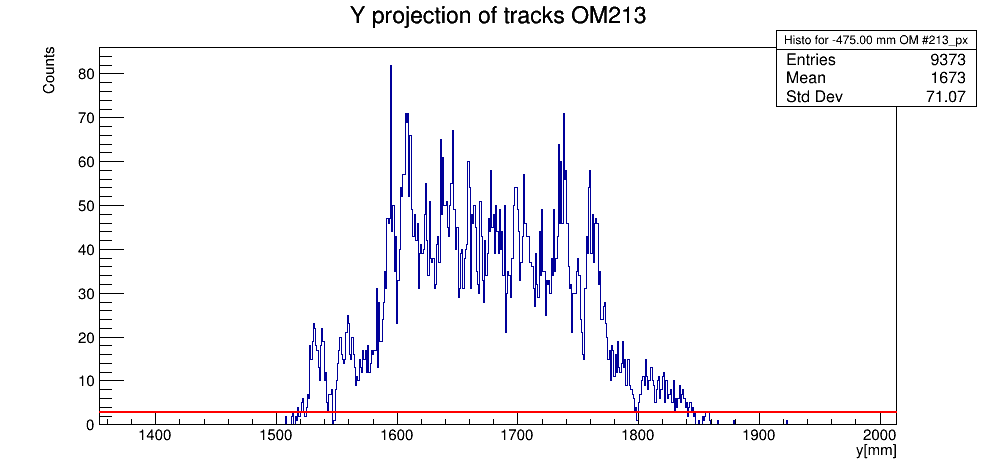 Y projection of tracks OM213
Histo for -475.00 mm OM #213_px
Entries 9373
Mean 1673
Std Dev 71.07
Counts
80
70
60
50
40
30
20
10
0
1400 1500 1600 1700 1800 1900 2000
y[mm]